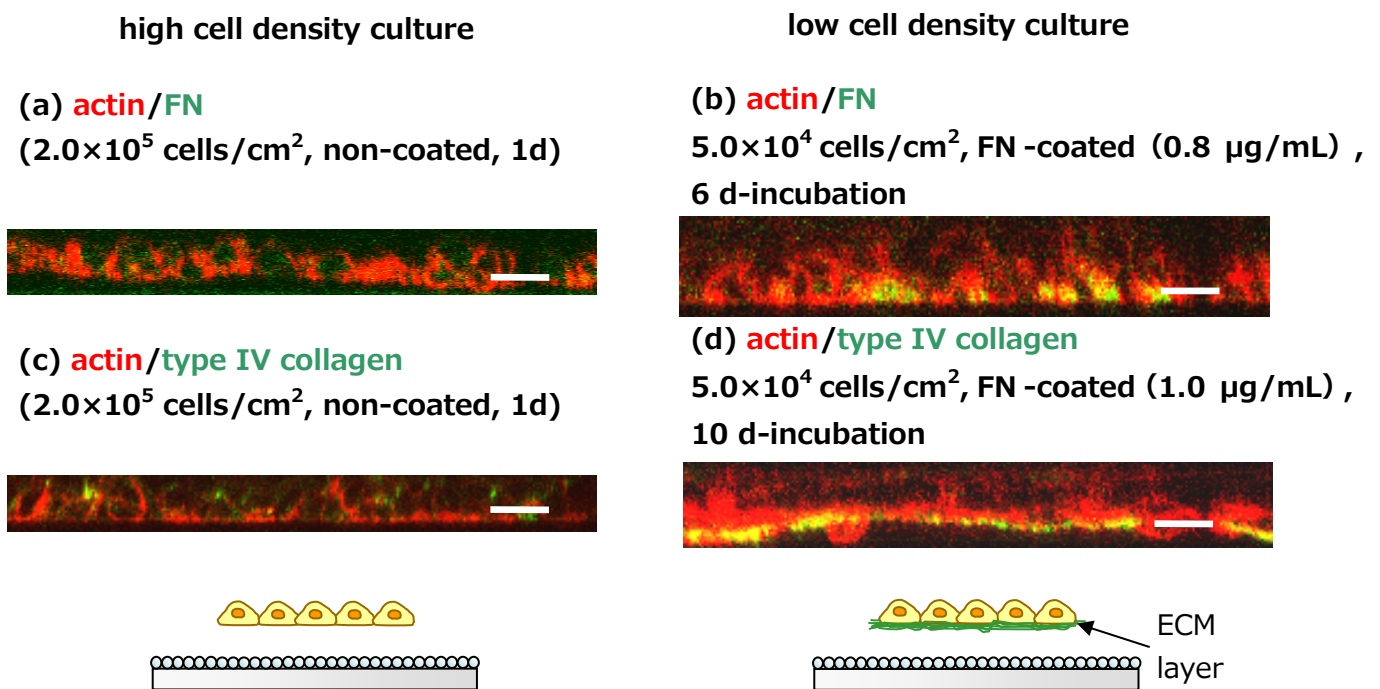 high cell density culture
low cell density culture
(a) actin/FN
(2.0×10⁵ cells/cm², non-coated, 1d)
(b) actin/FN
5.0×10⁴ cells/cm², FN -coated (0.8 μg/mL) ,
6 d-incubation
(c) actin/type IV collagen
(2.0×10⁵ cells/cm², non-coated, 1d)
(d) actin/type IV collagen
5.0×10⁴ cells/cm², FN -coated (1.0 μg/mL) ,
10 d-incubation
ECM
layer